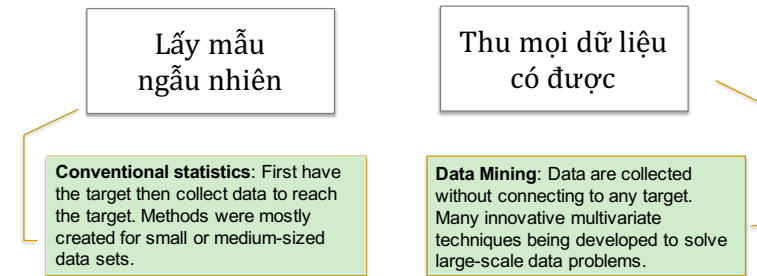 Lấy mẫu
ngẫu nhiên
Thu mọi dữ liệu
có được
Conventional statistics: First have
the target then collect data to reach
the target. Methods were mostly
created for small or medium-sized
data sets.
Data Mining: Data are collected
without connecting to any target.
Many innovative multivariate
techniques being developed to solve
large-scale data problems.